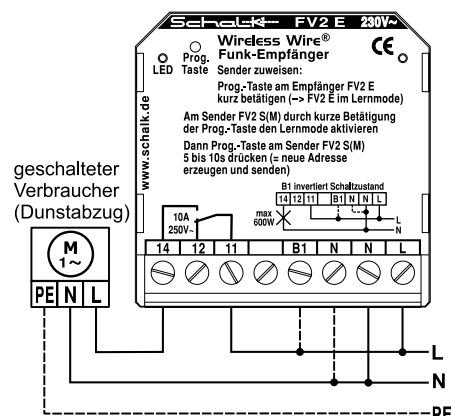 Schalk FV2 E 230V~
Wireless Wire®
Funk-Empfänger
CE
LED
Prog.
Taste
Sender zuweisen:
Prog.-Taste am Empfänger FV2 E
kurz betätigen (–> FV2 E im Lernmode)
Am Sender FV2 S(M) durch kurze Betätigung
der Prog.-Taste den Lernmode aktivieren
Dann Prog.-Taste am Sender FV2 S(M)
5 bis 10s drücken (= neue Adresse
erzeugen und senden)
www.schalk.de
B1 invertiert Schaltzustand
14 12 11 B1 N N L
max
600W
L
N
10A
250V~
14 12 11 B1 N N L
geschalteter
Verbraucher
(Dunstabzug)
M
1~
PE N L
L
N
PE